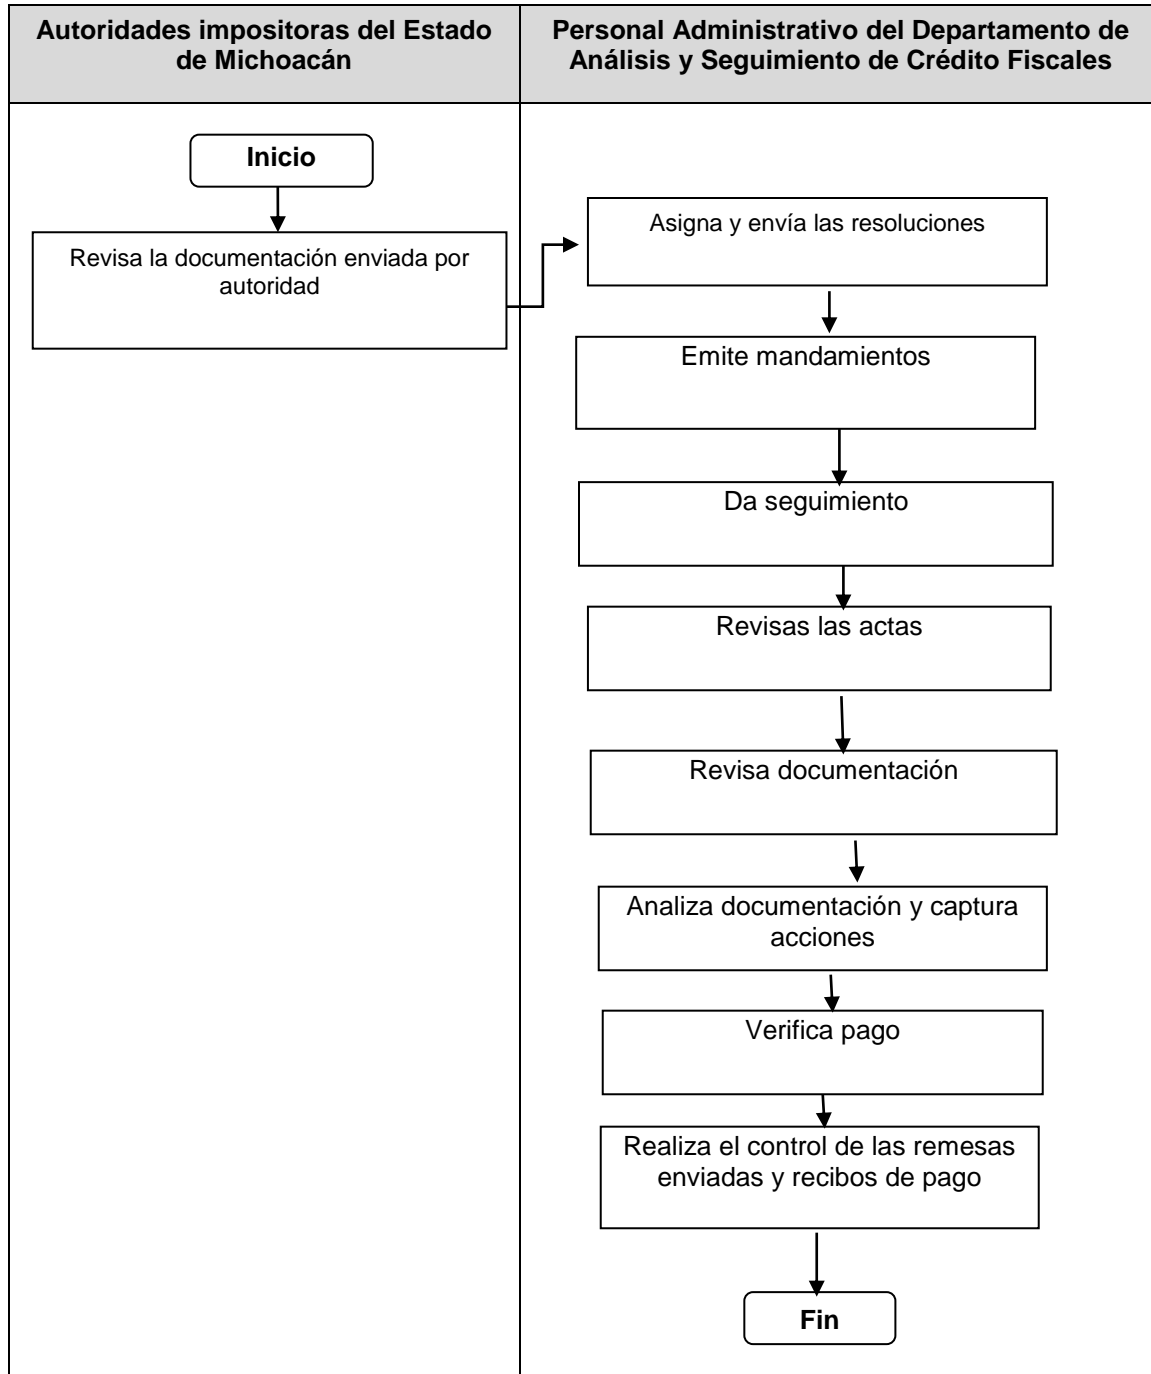 Autoridades impositoras del Estado
de Michoacán
Personal Administrativo del Departamento de
Análisis y Seguimiento de Crédito Fiscales
Inicio
Revisa la documentación enviada por
autoridad
Asigna y envía las resoluciones
Emite mandamientos
Da seguimiento
Revisas las actas
Revisa documentación
Analiza documentación y captura
acciones
Verifica pago
Realiza el control de las remesas
enviadas y recibos de pago
Fin